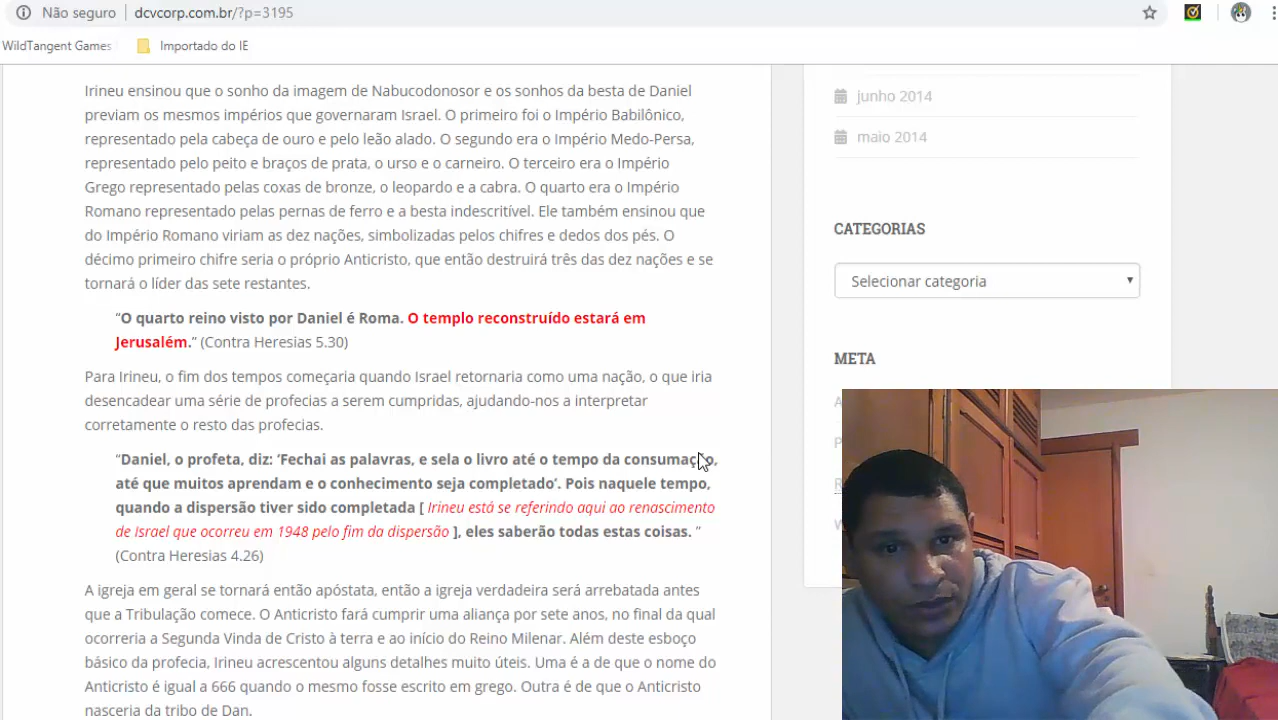 Não seguro
dcvcorp.com.br/?p=3195
WildTangent Games
Importado do IE
Irineu ensinou que o sonho da imagem de Nabucodonosor e os sonhos da besta de Daniel
previam os mesmos impérios que governaram Israel. O primeiro foi o Império Babilônico,
representado pela cabeça de ouro e pelo leão alado. O segundo era o Império Medo-Persa,
representado pelo peito e braços de prata, o urso e o carneiro. O terceiro era o Império
Grego representado pelas coxas de bronze, o leopardo e a cabra. O quarto era o Império
Romano representado pelas pernas de ferro e a besta indescritível. Ele também ensinou que
do Império Romano viriam as dez nações, simbolizadas pelos chifres e dedos dos pés. O
décimo primeiro chifre seria o próprio Anticristo, que então destruirá três das dez nações e se
tornará o líder das sete restantes.
“O quarto reino visto por Daniel é Roma. O templo reconstruído estará em
Jerusalém.” (Contra Heresias 5.30)
Para Irineu, o fim dos tempos começaria quando Israel retornaria como uma nação, o que iria
desencadear uma série de profecias a serem cumpridas, ajudando-nos a interpretar
corretamente o resto das profecias.
“Daniel, o profeta, diz: ‘Fechai as palavras, e sela o livro até o tempo da consumação,
até que muitos aprendam e o conhecimento seja completado’. Pois naquele tempo,
quando a dispersão tiver sido completada [ Irineu está se referindo aqui ao renascimento
de Israel que ocorreu em 1948 pelo fim da dispersão ], eles saberão todas estas coisas. ”
(Contra Heresias 4.26)
A igreja em geral se tornará então apóstata, então a igreja verdadeira será arrebatada antes
que a Tribulação comece. O Anticristo fará cumprir uma aliança por sete anos, no final da qual
ocorreria a Segunda Vinda de Cristo à terra e ao início do Reino Milenar. Além deste esboço
básico da profecia, Irineu acrescentou alguns detalhes muito úteis. Uma é a de que o nome do
Anticristo é igual a 666 quando o mesmo fosse escrito em grego. Outra é de que o Anticristo
nasceria da tribo de Dan.
junho 2014
maio 2014
CATEGORIAS
Selecionar categoria
META